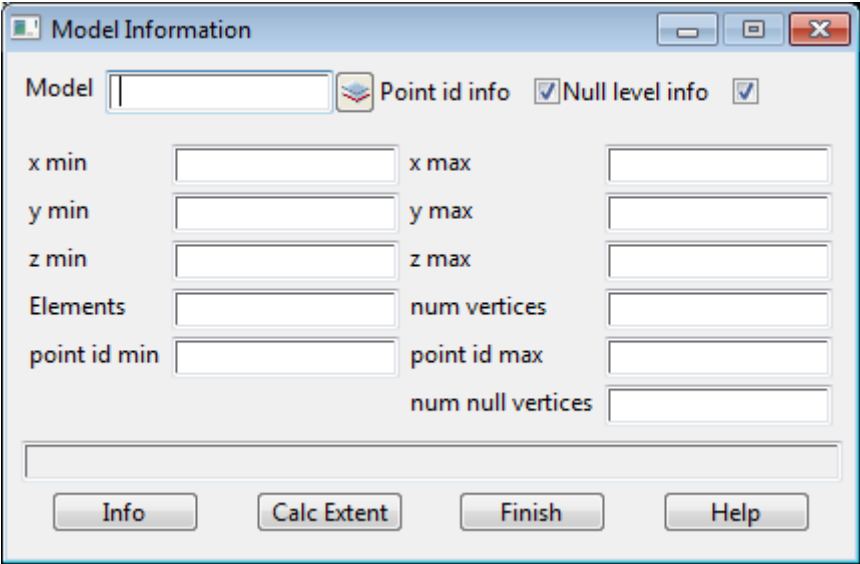 Model Information
Model Point id info Null level info
x min x max
y min y max
z min z max
Elements num vertices
point id min point id max
num null vertices
Info Calc Extent Finish Help